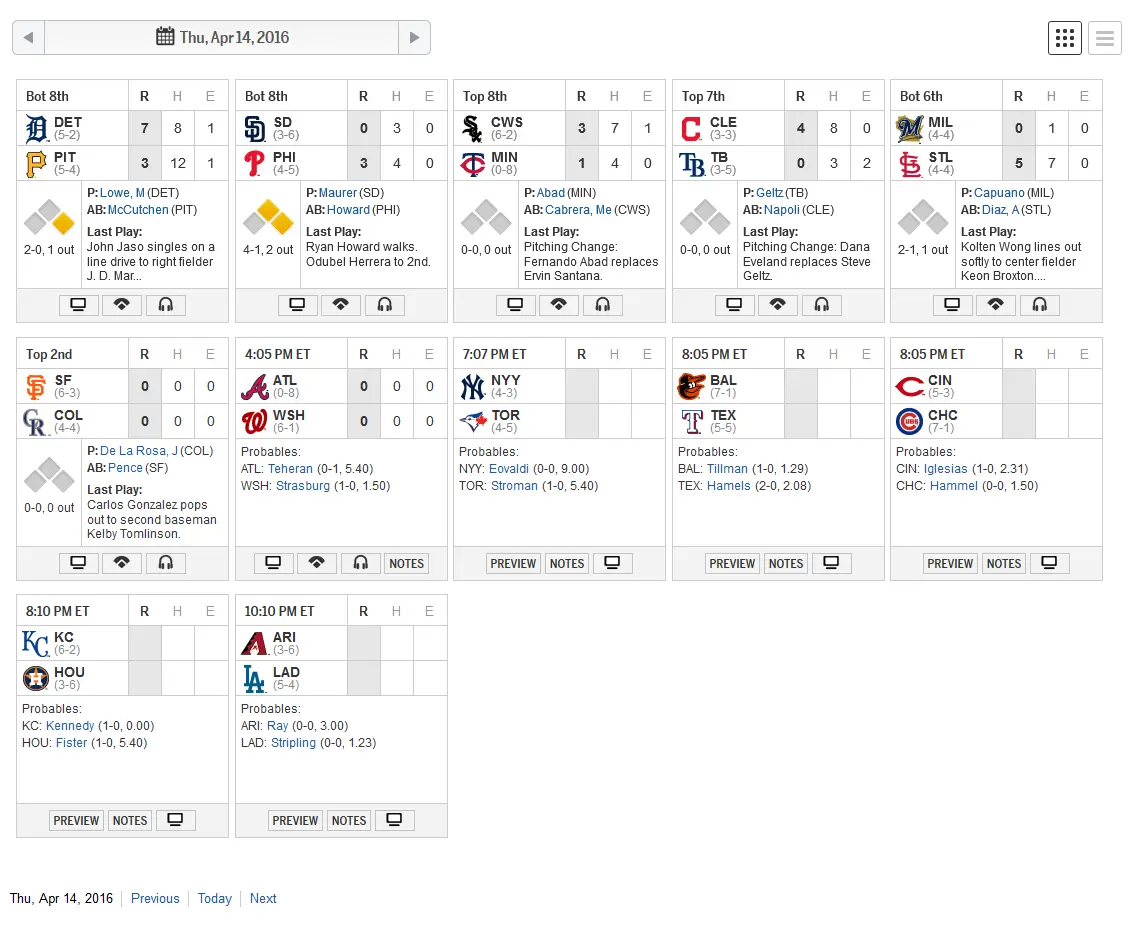 Thu, Apr 14, 2016
Bot 8th R H E
DET 7 8 1
(5-2)
PIT 3 12 1
(5-4)
2-0, 1 out
P: Lowe, M (DET)
AB: McCutchen (PIT)
Last Play:
John Jaso singles on a
line drive to right fielder
J. D. Mar...
Bot 8th R H E
SD 0 3 0
(3-6)
PHI 3 4 0
(4-5)
4-1, 2 out
P: Maurer (SD)
AB: Howard (PHI)
Last Play:
Ryan Howard walks.
Odubel Herrera to 2nd.
Top 8th R H E
CWS 3 7 1
(6-2)
MIN 1 4 0
(0-8)
0-0, 0 out
P: Abad (MIN)
AB: Cabrera, Me (CWS)
Last Play:
Pitching Change:
Fernando Abad replaces
Ervin Santana.
Top 7th R H E
CLE 4 8 0
(3-3)
TB 0 3 2
(3-5)
0-0, 0 out
P: Geltz (TB)
AB: Napoli (CLE)
Last Play:
Pitching Change: Dana
Eveland replaces Steve
Geltz.
Bot 6th R H E
MIL 0 1 0
(4-4)
STL 5 7 0
(4-4)
2-1, 1 out
P: Capuano (MIL)
AB: Diaz, A (STL)
Last Play:
Kolten Wong lines out
softly to center fielder
Keon Broxton....
Top 2nd R H E
SF 0 0 0
(6-3)
COL 0 0 0
(4-4)
0-0, 0 out
P: De La Rosa, J (COL)
AB: Pence (SF)
Last Play:
Carlos Gonzalez pops
out to second baseman
Kelby Tomlinson.
4:05 PM ET R H E
ATL 0 0 0
(0-8)
WSH 0 0 0
(6-1)
Probables:
ATL: Teheran (0-1, 5.40)
WSH: Strasburg (1-0, 1.50)
NOTES
7:07 PM ET R H E
NYY
(4-3)
TOR
(4-5)
Probables:
NYY: Eovaldi (0-0, 9.00)
TOR: Stroman (1-0, 5.40)
PREVIEW NOTES
8:05 PM ET R H E
BAL
(7-1)
TEX
(5-5)
Probables:
BAL: Tillman (1-0, 1.29)
TEX: Hamels (2-0, 2.08)
PREVIEW NOTES
8:05 PM ET R H E
CIN
(5-3)
CHC
(7-1)
Probables:
CIN: Iglesias (1-0, 2.31)
CHC: Hammel (0-0, 1.50)
PREVIEW NOTES
8:10 PM ET R H E
KC
(6-2)
HOU
(3-6)
Probables:
KC: Kennedy (1-0, 0.00)
HOU: Fister (1-0, 5.40)
PREVIEW NOTES
10:10 PM ET R H E
ARI
(3-6)
LAD
(5-4)
Probables:
ARI: Ray (0-0, 3.00)
LAD: Stripling (0-0, 1.23)
PREVIEW NOTES
Thu, Apr 14, 2016 Previous Today Next